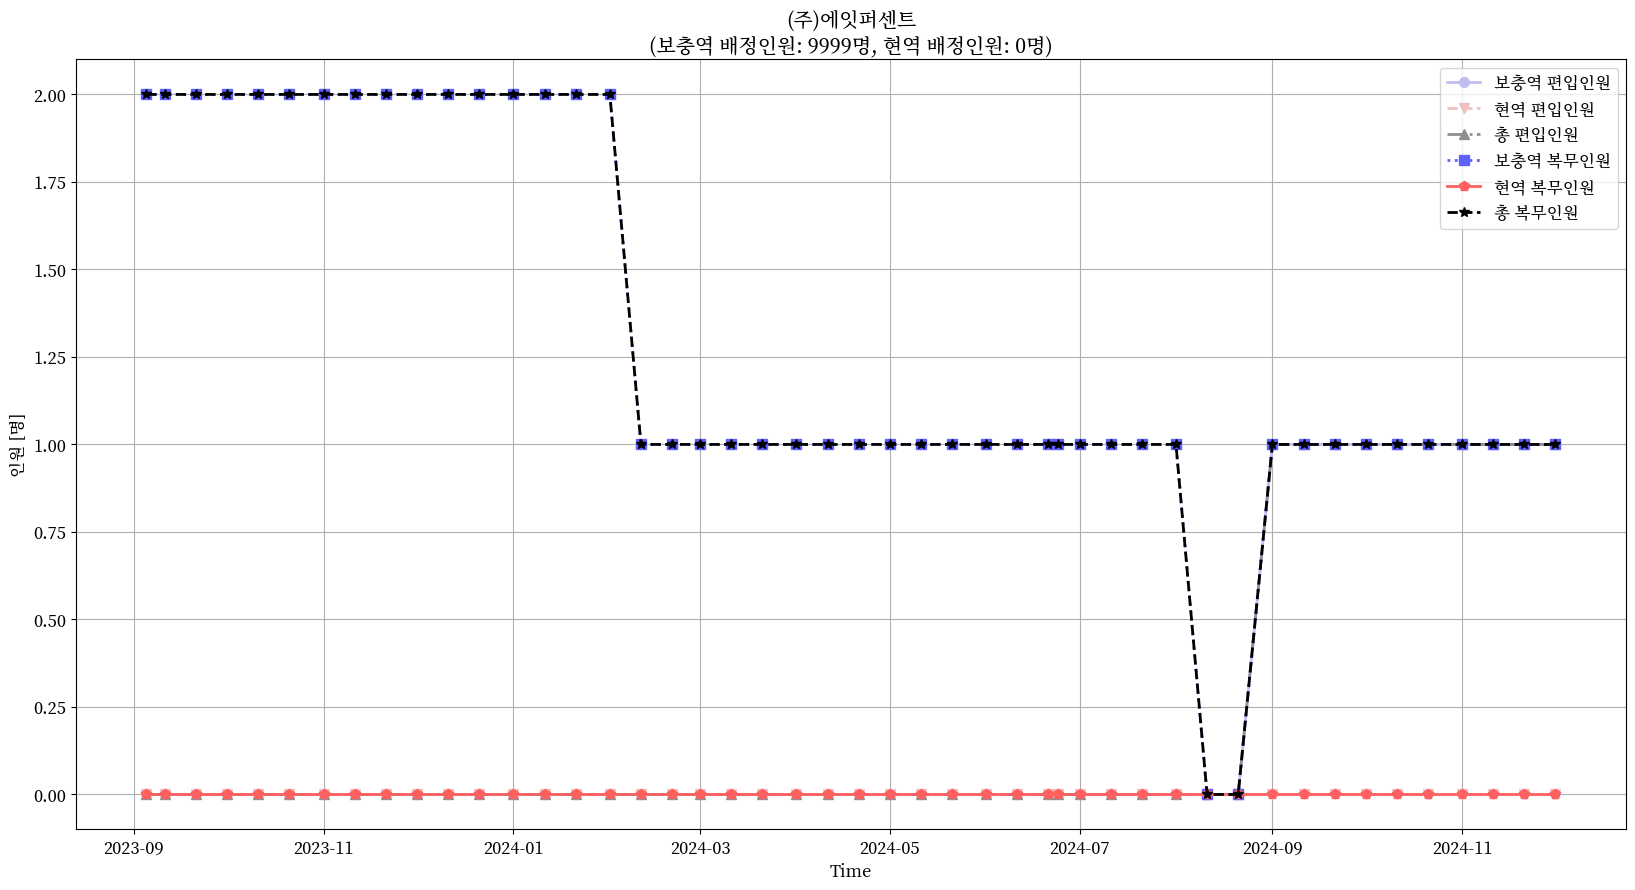 (주)에잇퍼센트
(보충역 배정인원: 9999명, 현역 배정인원: 0명)
보충역 편입인원
현역 편입인원
총 편입인원
보충역 복무인원
현역 복무인원
총 복무인원
인원 [명]
2.00
1.75
1.50
1.25
1.00
0.75
0.50
0.25
0.00
2023-09 2023-11 2024-01 2024-03 2024-05 2024-07 2024-09 2024-11
Time